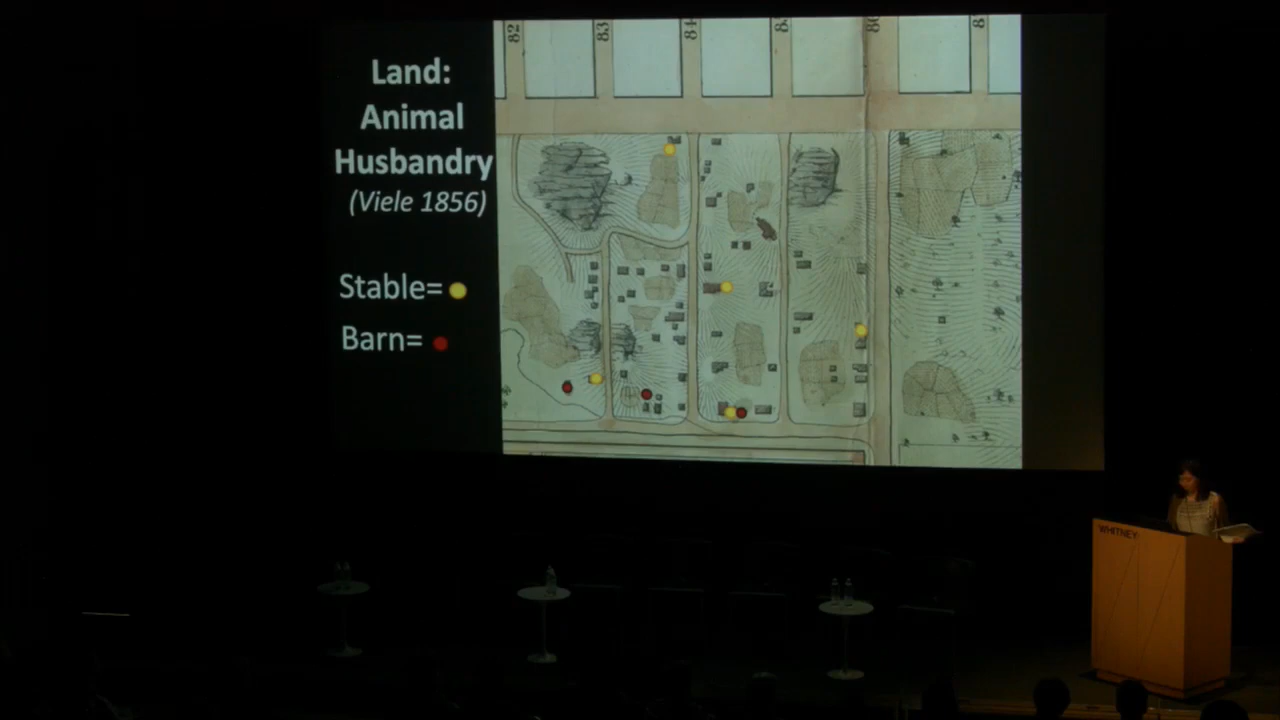 Land:
Animal
Husbandry
(Viele 1856)
Stable=
Barn=
82
83
84
WHITNEY